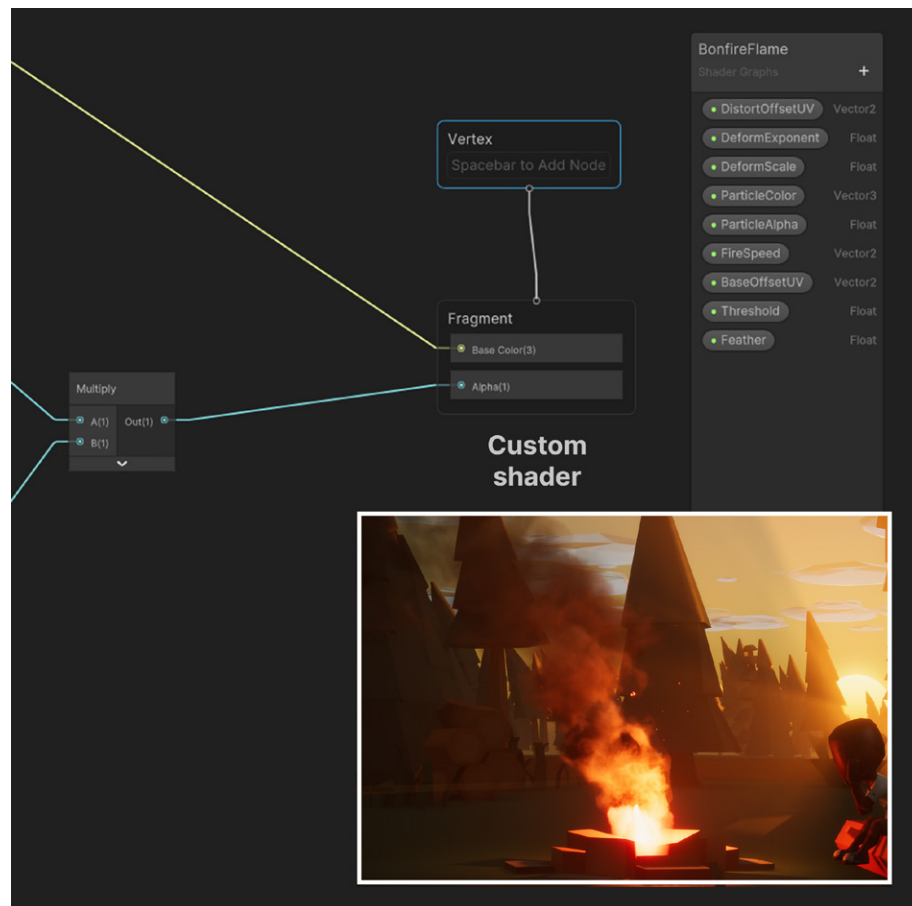 BonfireFlame
Shader Graphs
+
DistortOffsetUV Vector2
DeformExponent Float
DeformScale Float
ParticleColor Vector3
ParticleAlpha Float
FireSpeed Vector2
BaseOffsetUV Vector2
Threshold Float
Feather Float
Vertex
Spacebar to Add Node
Fragment
Base Color(3)
Alpha(1)
Multiply
A(1) Out(1)
B(1)
Custom
shader